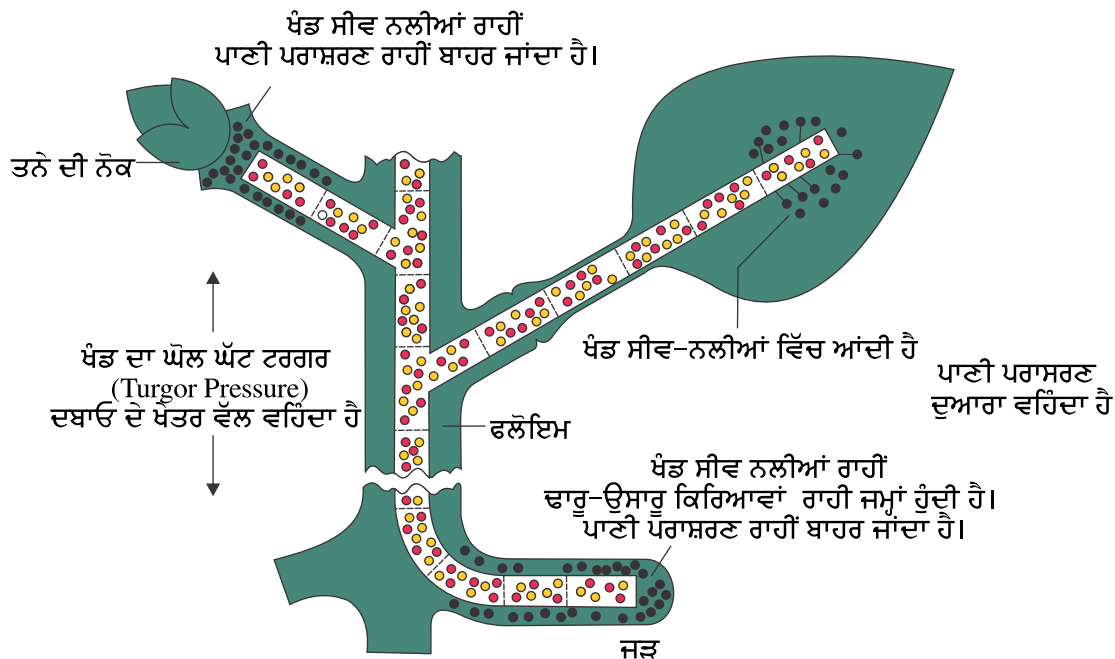 ਖੰਡ ਸੀਵ ਨਲੀਆਂ ਰਾਹੀਂ
ਪਾਣੀ ਪਰਾਸ਼ਰਣ ਰਾਹੀਂ ਬਾਹਰ ਜਾਂਦਾ ਹੈ।
ਤਨੇ ਦੀ ਨੋਕ
ਖੰਡ ਦਾ ਘੋਲ ਘੱਟ ਟਰਗਰ
(Turgor Pressure)
ਦਬਾਓ ਦੇ ਖੇਤਰ ਵੱਲ ਵਹਿੰਦਾ ਹੈ
ਖੰਡ ਸੀਵ-ਨਲੀਆਂ ਵਿੱਚ ਆਂਦੀ ਹੈ
ਪਾਣੀ ਪਰਾਸਰਣ
ਦੁਆਰਾ ਵਹਿੰਦਾ ਹੈ
ਫਲੋਇਮ
ਖੰਡ ਸੀਵ ਨਲੀਆਂ ਰਾਹੀਂ
ਢਾਰੂ-ਉਸਾਰੂ ਕਿਰਿਆਵਾਂ ਰਾਹੀ ਜਮ੍ਹਾਂ ਹੁੰਦੀ ਹੈ।
ਪਾਣੀ ਪਰਾਸ਼ਰਣ ਰਾਹੀਂ ਬਾਹਰ ਜਾਂਦਾ ਹੈ।
ਜੜ